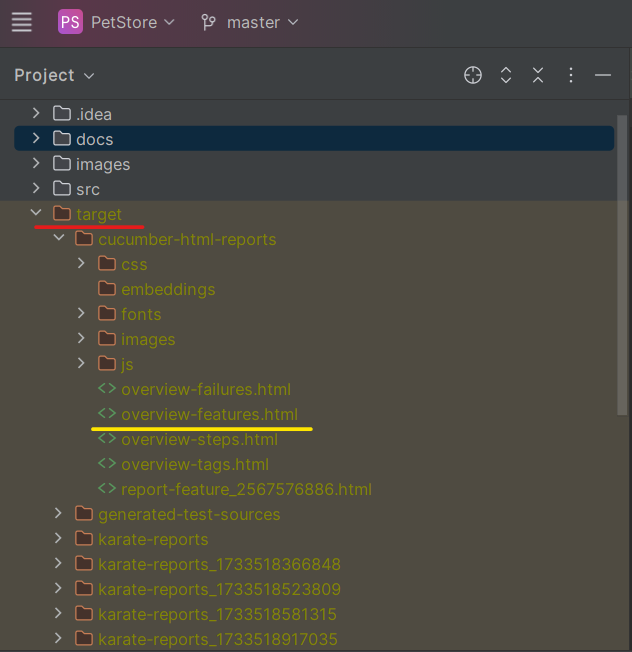 PS PetStore master
Project
.idea
docs
images
src
target
cucumber-html-reports
css
embeddings
fonts
images
js
overview-failures.html
overview-features.html
overview-steps.html
overview-tags.html
report-feature_2567576886.html
generated-test-sources
karate-reports
karate-reports_1733518366848
karate-reports_1733518523809
karate-reports_1733518581315
karate-reports_1733518917035